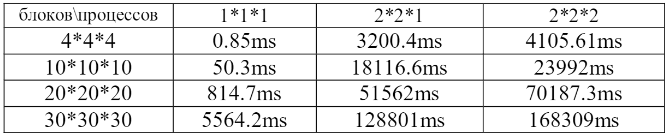 блоков\процессов 1*1*1 2*2*1 2*2*2
4*4*4 0.85ms 3200.4ms 4105.61ms
10*10*10 50.3ms 18116.6ms 23992ms
20*20*20 814.7ms 51562ms 70187.3ms
30*30*30 5564.2ms 128801ms 168309ms